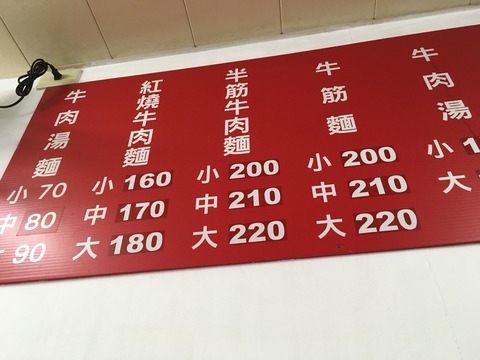 牛肉湯麵
小 70
中 80
大 90
紅燒牛肉麵
小 160
中 170
大 180
半筋牛肉麵
小 200
中 210
大 220
牛筋麵
小 200
中 210
大 220
牛肉湯
小
中
大